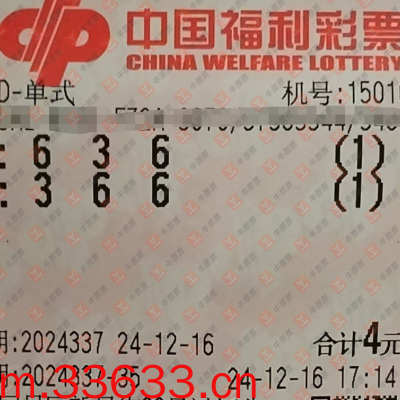 中国福利彩票
CHINA WELFARE LOTTERY
D-单式 机号:1501
: 6 3 6 (1)
: 3 6 6 (1)
期:2024337 24-12-16 合计4元
24-12-16 17:14
m.33633.cn